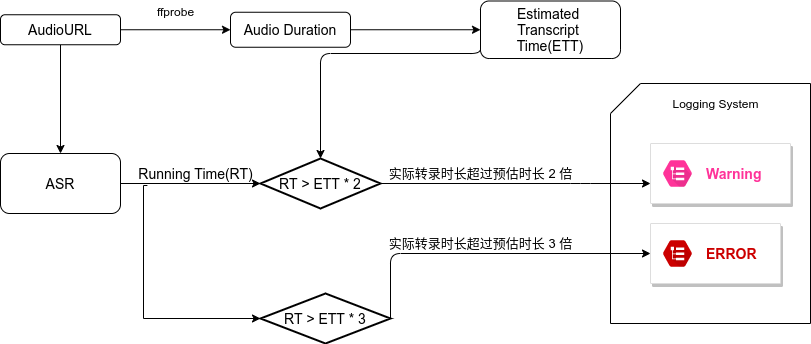 ffprobe
AudioURL
Audio Duration
Estimated
Transcript
Time(ETT)
Logging System
ASR
Running Time(RT)
RT > ETT * 2
实际转录时长超过预估时长 2 倍
Warning
实际转录时长超过预估时长 3 倍
ERROR
RT > ETT * 3